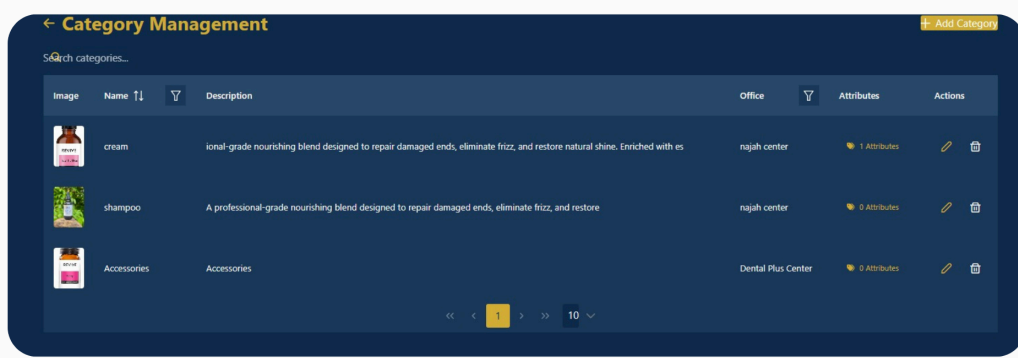 ← Category Management
+ Add Category
Search categories...
Image Name ↑↓ Description Office Attributes Actions
cream ional-grade nourishing blend designed to repair damaged ends, eliminate frizz, and restore natural shine. Enriched with es najah center 1 Attributes
shampoo A professional-grade nourishing blend designed to repair damaged ends, eliminate frizz, and restore najah center 0 Attributes
REVIVE
Accessories Accessories Dental Plus Center 0 Attributes
« ‹ 1 › » 10